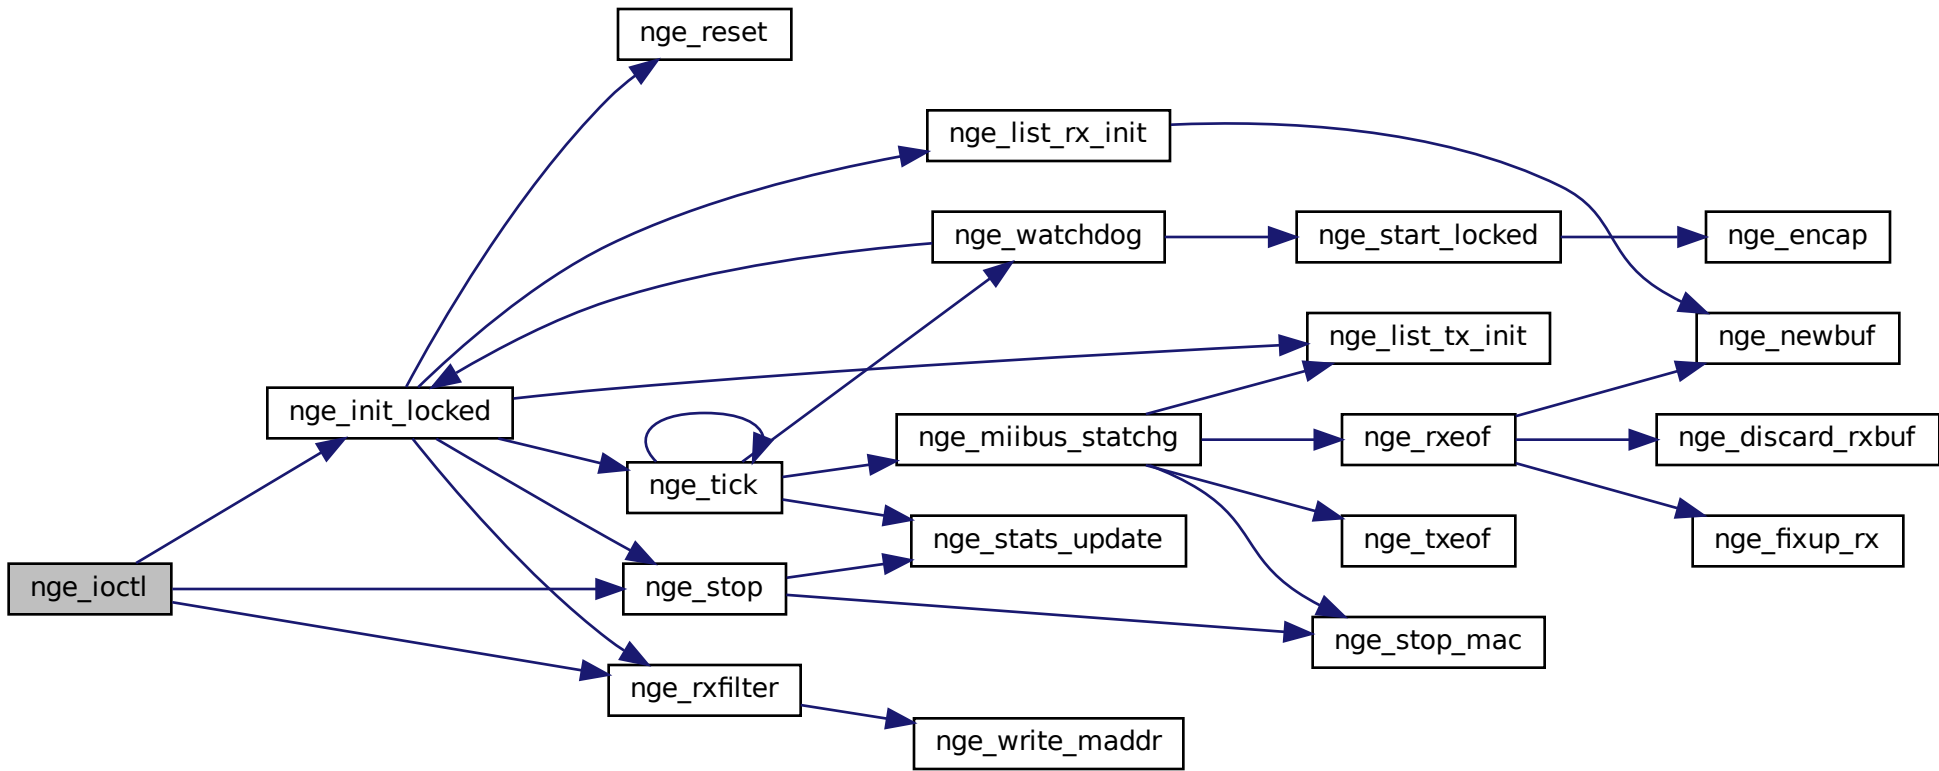 nge_reset
nge_list_rx_init
nge_watchdog
nge_start_locked
nge_encap
nge_list_tx_init
nge_newbuf
nge_init_locked
nge_tick
nge_miibus_statchg
nge_rxeof
nge_discard_rxbuf
nge_stats_update
nge_txeof
nge_fixup_rx
nge_ioctl
nge_stop
nge_stop_mac
nge_rxfilter
nge_write_maddr